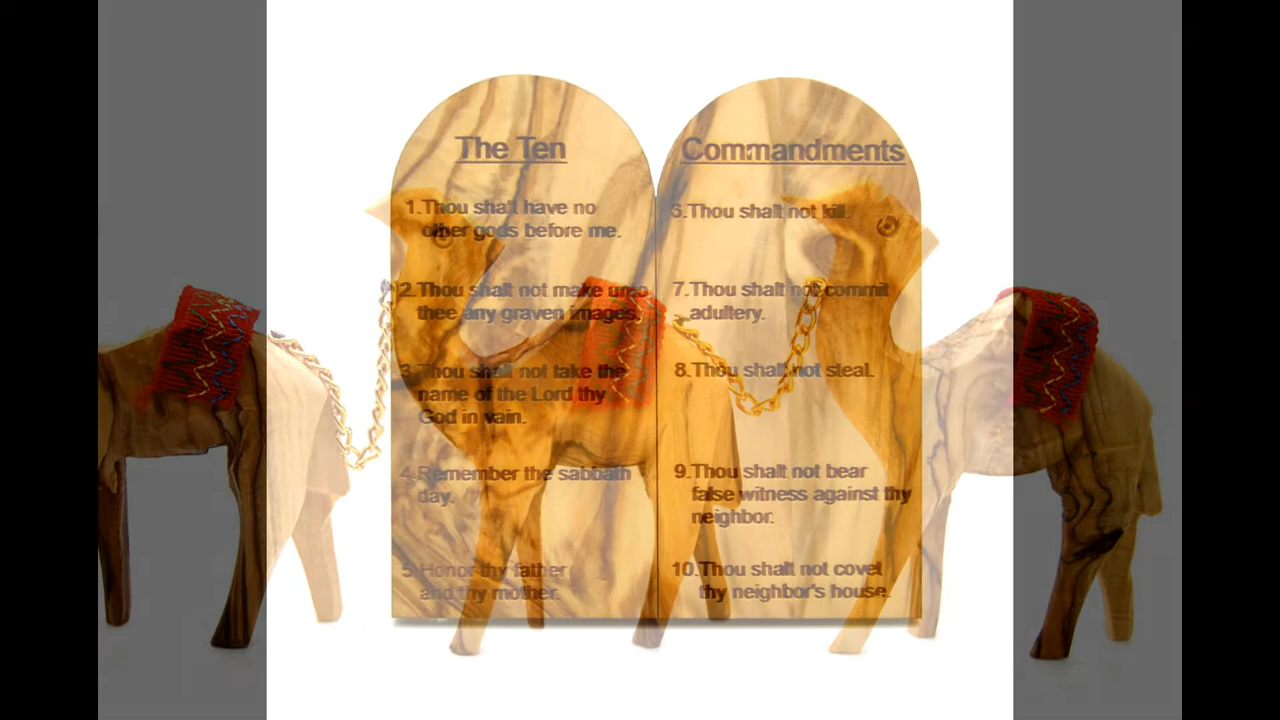 The Ten
1.Thou shalt have no
other gods before me.
2.Thou shalt not make unto
thee any graven images.
3.Thou shall not take the
name of the Lord thy
God in vain.
4.Remember the sabbath
day.
5.Honor thy father
and thy mother.
Commandments
6.Thou shalt not kill.
7.Thou shalt not commit
adultery.
8.Thou shalt not steal.
9.Thou shalt not bear
false witness against thy
neighbor.
10.Thou shalt not covet
thy neighbor's house.